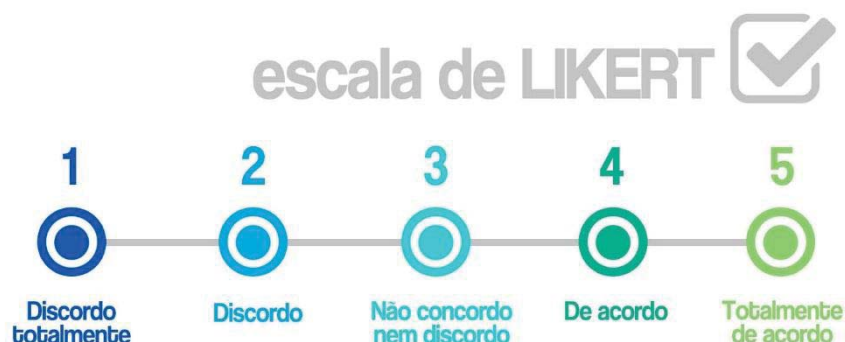 escala de LIKERT
1 2 3 4 5
Discordo totalmente
Discordo
Não concordo nem discordo
De acordo
Totalmente de acordo